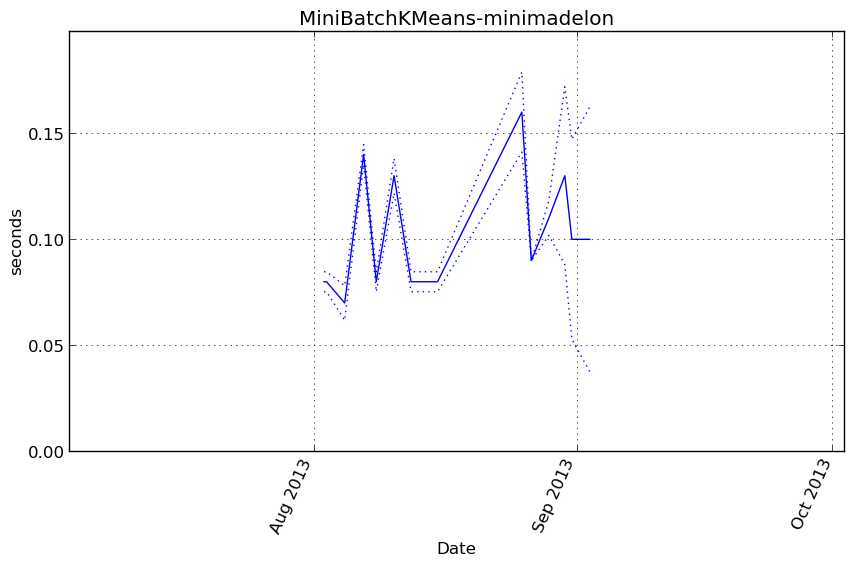 MiniBatchKMeans-minimadelon
seconds
0.15
0.10
0.05
0.00
Aug 2013
Sep 2013
Oct 2013
Date